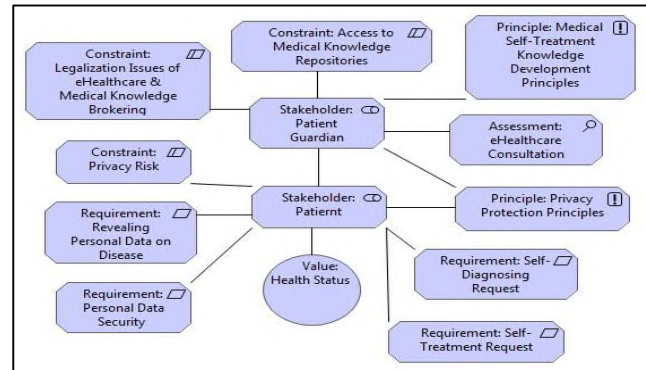 Constraint:
Legalization Issues of
eHealthcare &
Medical Knowledge
Brokering
Constraint: Access to
Medical Knowledge
Repositories
Principle: Medical
Self-Treatment
Knowledge
Development
Principles
Stakeholder:
Patient
Guardian
Assessment:
eHealthcare
Consultation
Constraint:
Privacy Risk
Stakeholder:
Patiernt
Principle: Privacy
Protection Principles
Requirement:
Revealing
Personal Data on
Disease
Value:
Health Status
Requirement: Self-
Diagnosing
Request
Requirement:
Personal Data
Security
Requirement: Self-
Treatment Request